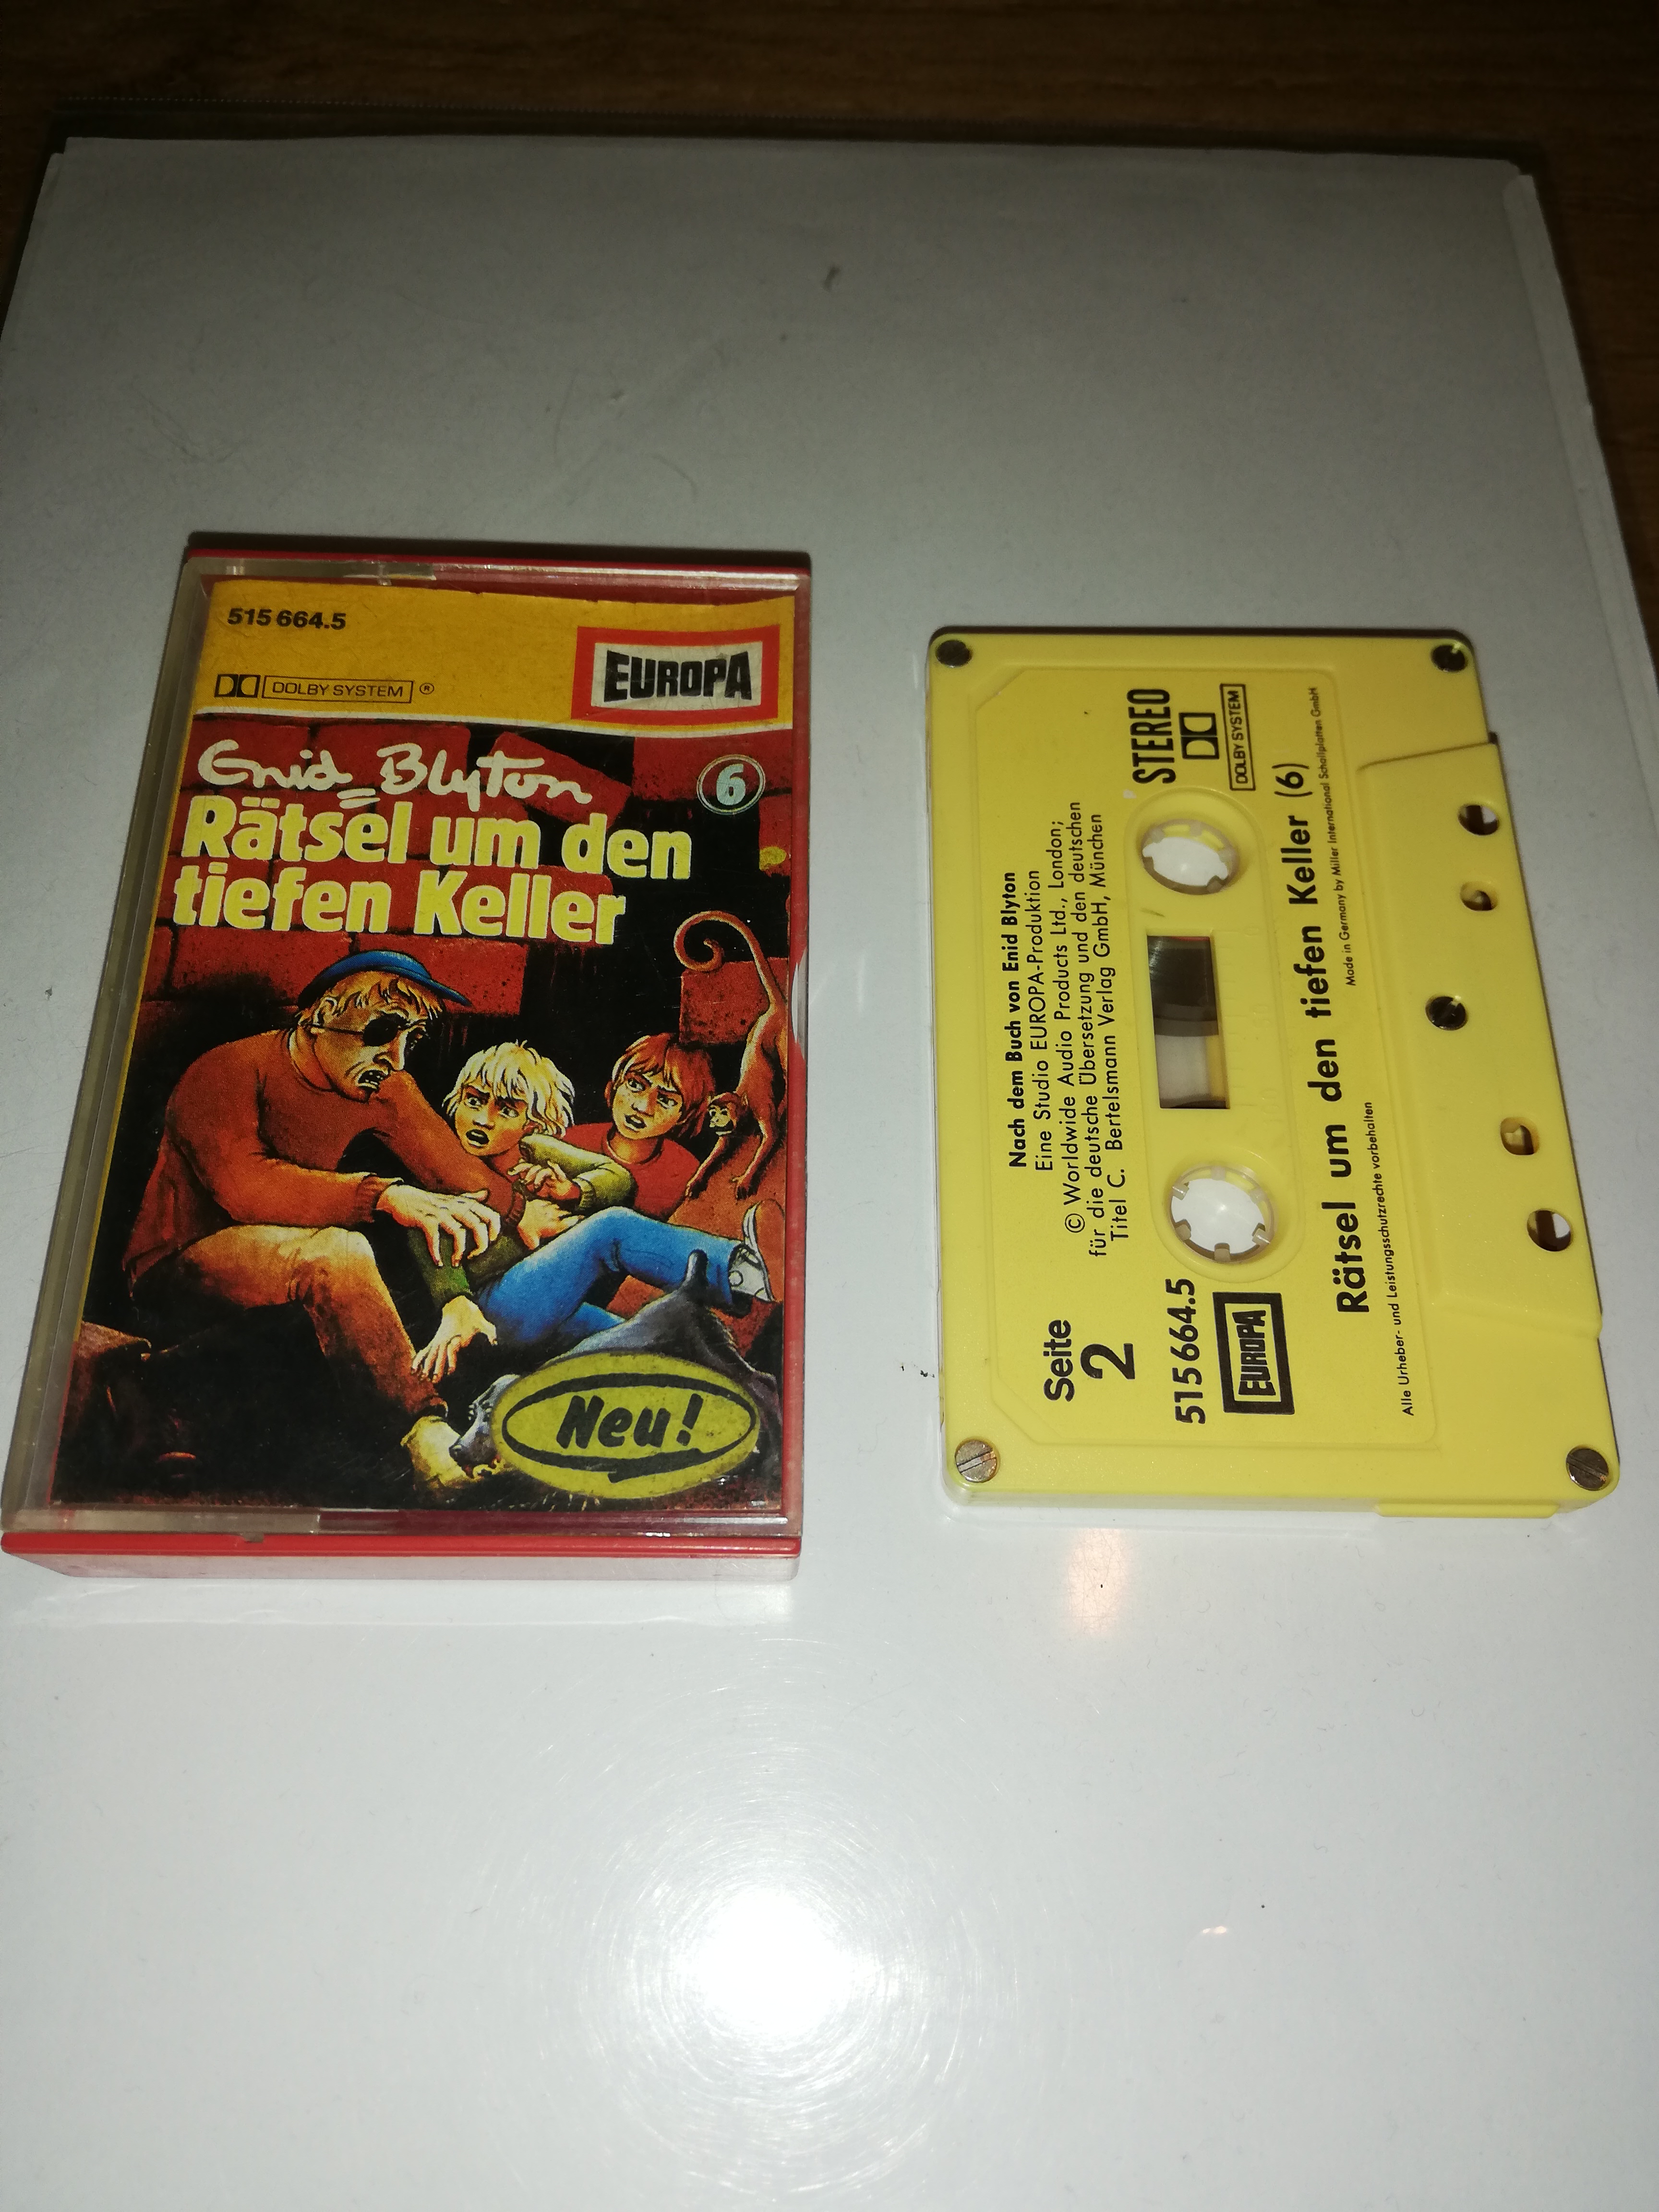 515 664.5
DOLBY SYSTEM ®
EUROPA
Enid Blyton
6
Rätsel um den
tiefen Keller
Neu!
Nach dem Buch von Enid Blyton
Eine Studio EUROPA-Produktion
© Worldwide Audio Products Ltd., London;
für die deutsche Übersetzung und den deutschen
Titel C. Bertelsmann Verlag GmbH, München
Seite
2
STEREO
DOLBY SYSTEM
515 664.5
EUROPA
Rätsel um den tiefen Keller (6)
Made in Germany by Miller International Schallplatten GmbH
Alle Urheber- und Leistungsschutzrechte vorbehalten